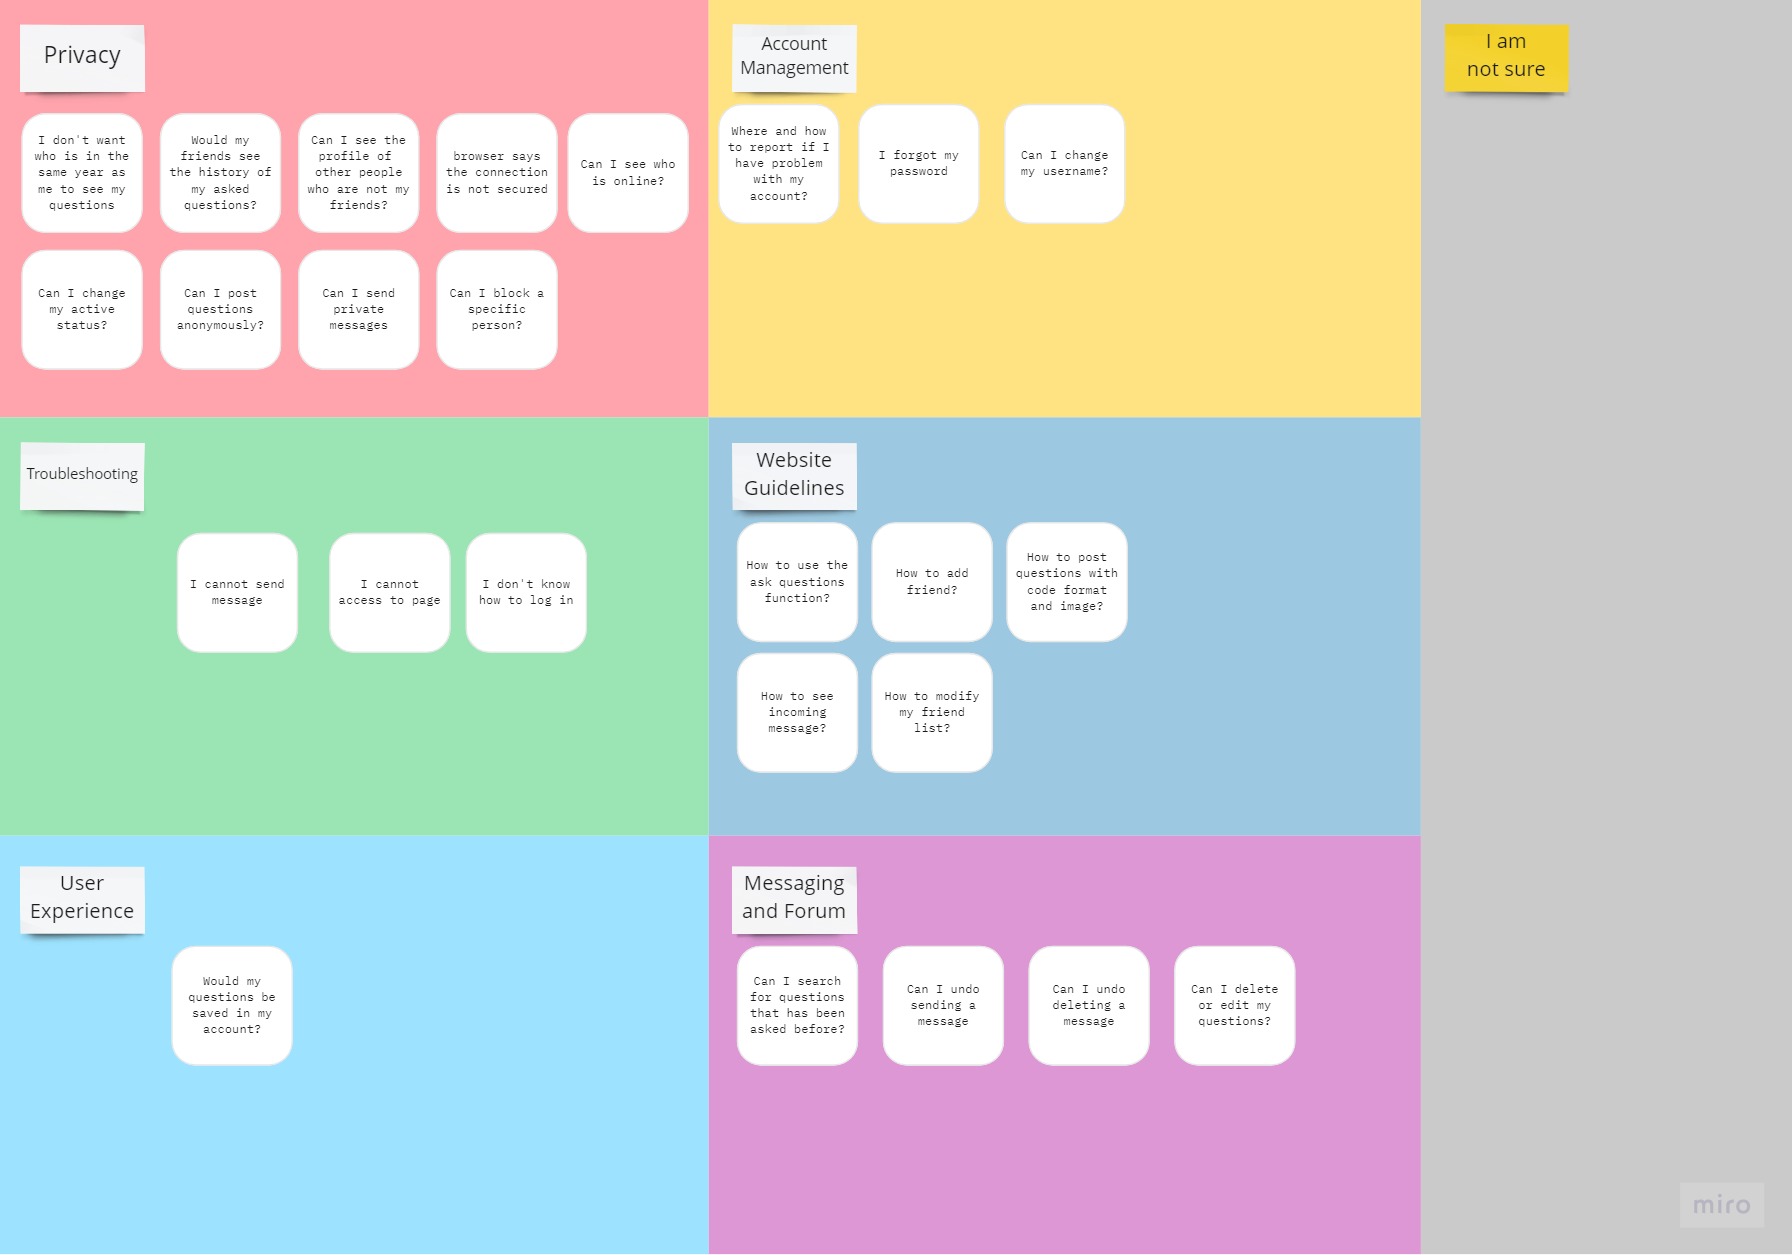 Privacy
I don't want
who is in the
same year as
me to see my
questions
Would my
friends see
the history of
my asked
questions?
Can I see the
profile of
other people
who are not my
friends?
browser says
the connection
is not secured
Can I see who
is online?
Can I change
my active
status?
Can I post
questions
anonymously?
Can I send
private
messages
Can I block a
specific
person?
Account
Management
Where and how
to report if I
have problem
with my
account?
I forgot my
password
Can I change
my username?
I am
not sure
Troubleshooting
I cannot send
message
I cannot
access to page
I don't know
how to log in
Website
Guidelines
How to use the
ask questions
function?
How to add
friend?
How to post
questions with
code format
and image?
How to see
incoming
message?
How to modify
my friend
list?
User
Experience
Would my
questions be
saved in my
account?
Messaging
and Forum
Can I search
for questions
that has been
asked before?
Can I undo
sending a
message
Can I undo
deleting a
message
Can I delete
or edit my
questions?
miro